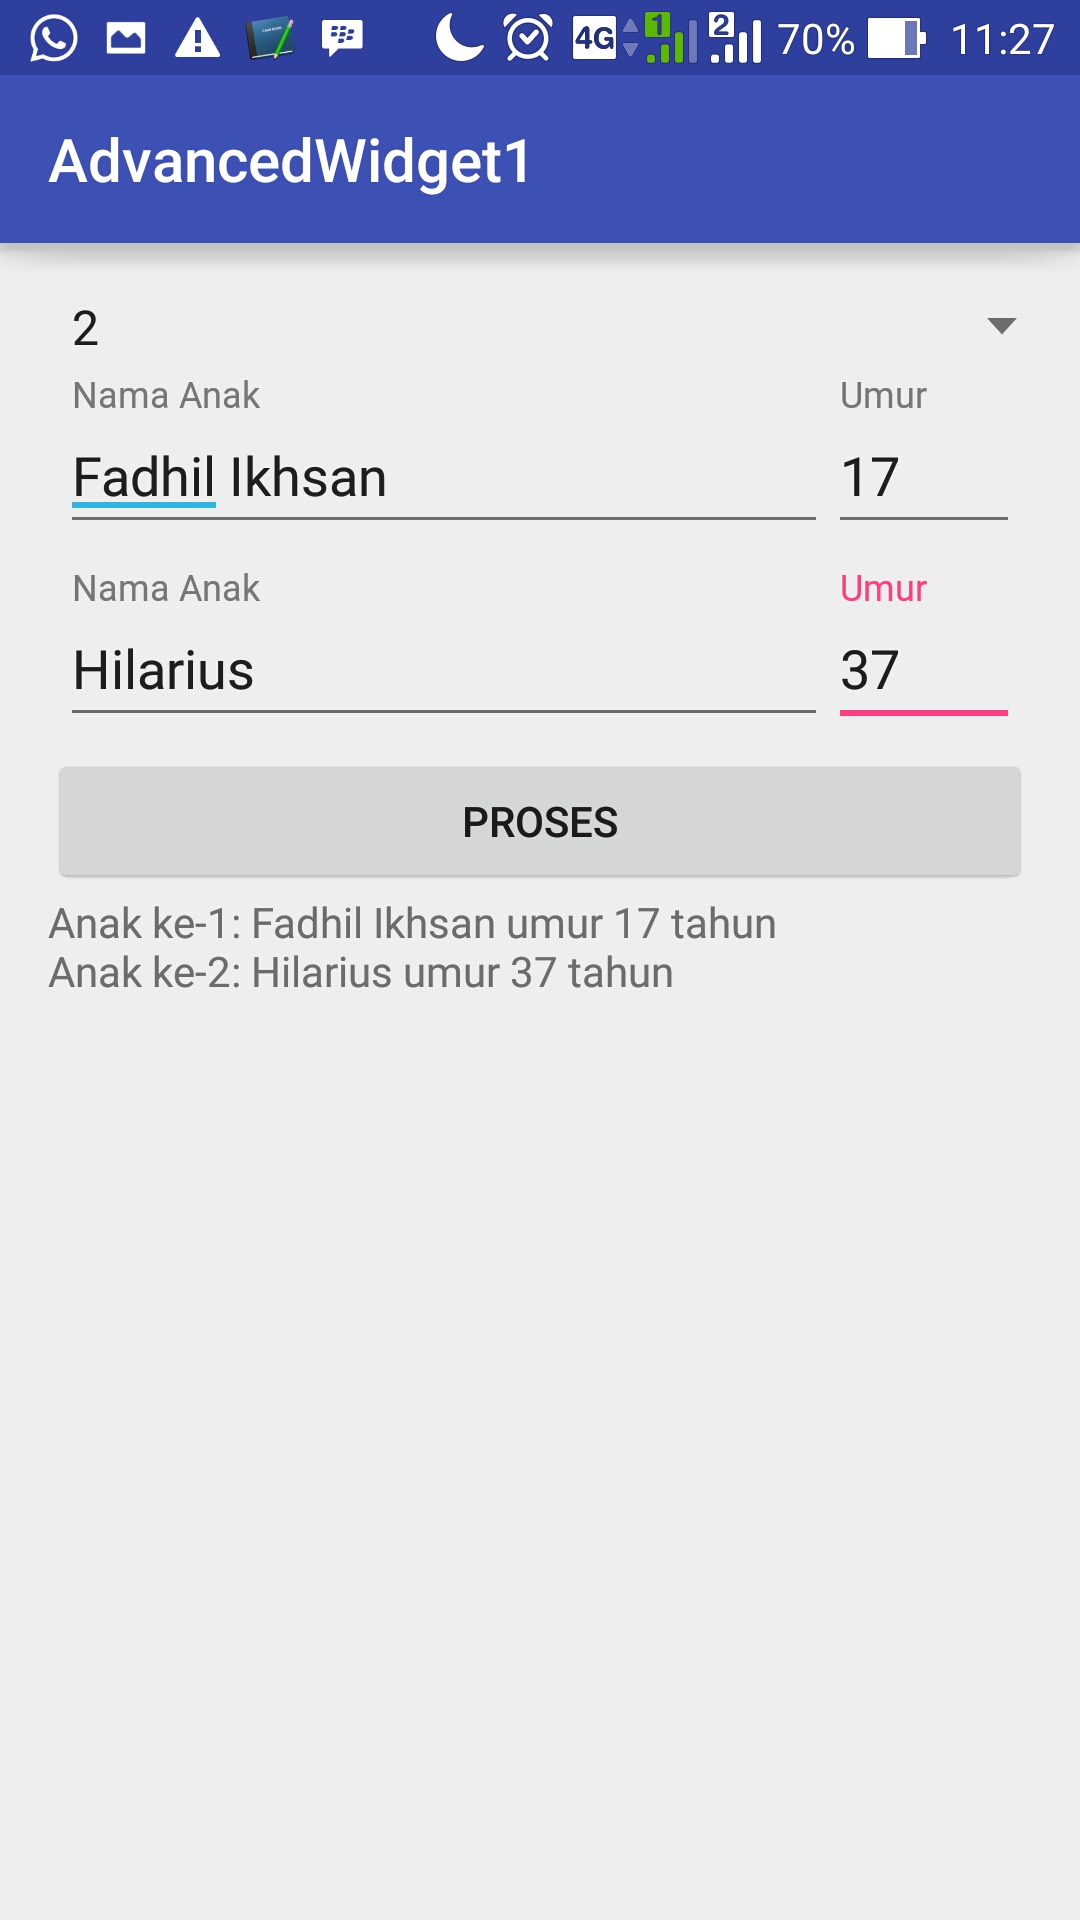 4G 1 2 70% 11:27
AdvancedWidget1
2
Nama Anak Umur
Fadhil Ikhsan 17
Nama Anak Umur
Hilarius 37
PROSES
Anak ke-1: Fadhil Ikhsan umur 17 tahun
Anak ke-2: Hilarius umur 37 tahun